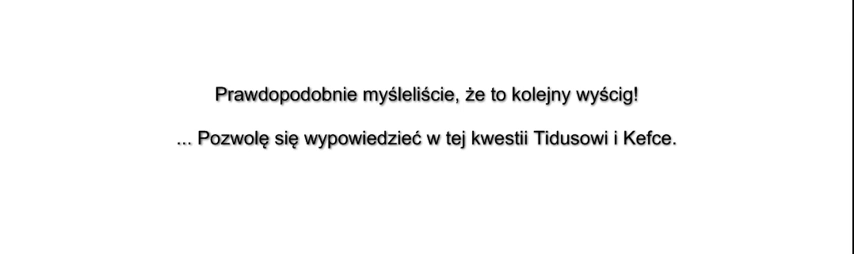 Prawdopodobnie myśleliście, że to kolejny wyścig!
... Pozwolę się wypowiedzieć w tej kwestii Tidusowi i Kefce.